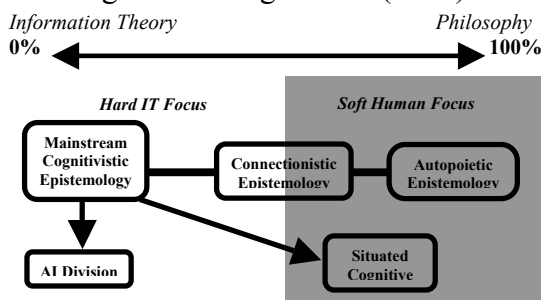 Information Theory Philosophy
0% 100%
Hard IT Focus Soft Human Focus
Mainstream
Cognitivistic
Epistemology
Connectionistic
Epistemology
Autopoietic
Epistemology
AI Division
Situated
Cognitive